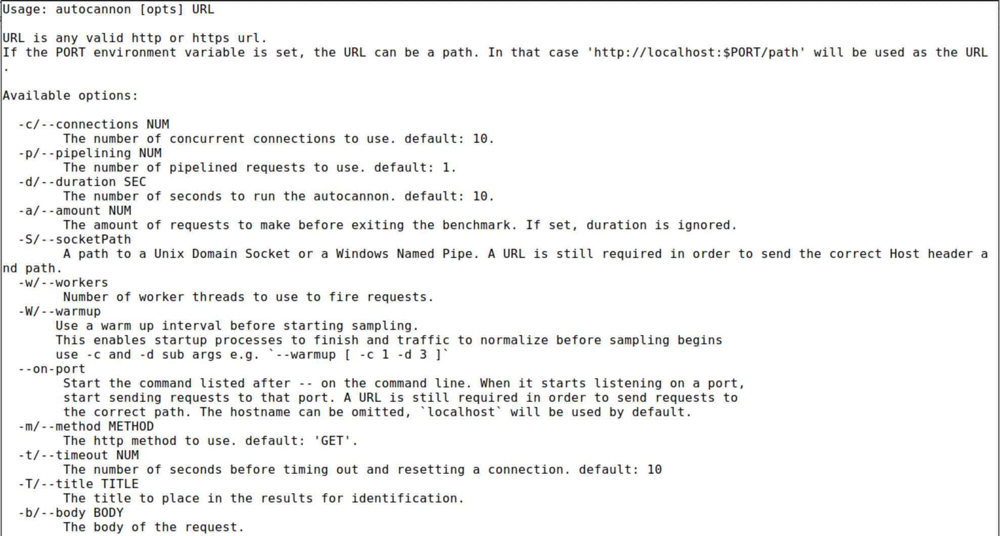 Usage: autocannon [opts] URL

URL is any valid http or https url.
If the PORT environment variable is set, the URL can be a path. In that case 'http://localhost:$PORT/path' will be used as the URL
.

Available options:

  -c/--connections NUM
        The number of concurrent connections to use. default: 10.
  -p/--pipelining NUM
        The number of pipelined requests to use. default: 1.
  -d/--duration SEC
        The number of seconds to run the autocannon. default: 10.
  -a/--amount NUM
        The amount of requests to make before exiting the benchmark. If set, duration is ignored.
  -S/--socketPath
        A path to a Unix Domain Socket or a Windows Named Pipe. A URL is still required in order to send the correct Host header a
nd path.
  -w/--workers
        Number of worker threads to use to fire requests.
  -W/--warmup
       Use a warm up interval before starting sampling.
       This enables startup processes to finish and traffic to normalize before sampling begins
       use -c and -d sub args e.g. `--warmup [ -c 1 -d 3 ]`
  --on-port
        Start the command listed after -- on the command line. When it starts listening on a port,
        start sending requests to that port. A URL is still required in order to send requests to
        the correct path. The hostname can be omitted, `localhost` will be used by default.
  -m/--method METHOD
        The http method to use. default: 'GET'.
  -t/--timeout NUM
        The number of seconds before timing out and resetting a connection. default: 10
  -T/--title TITLE
        The title to place in the results for identification.
  -b/--body BODY
        The body of the request.